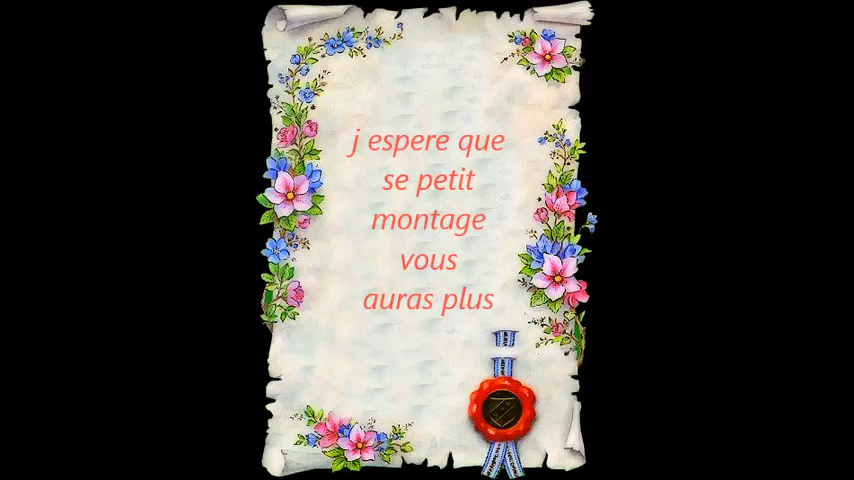 j espere que
se petit
montage
vous
auras plus